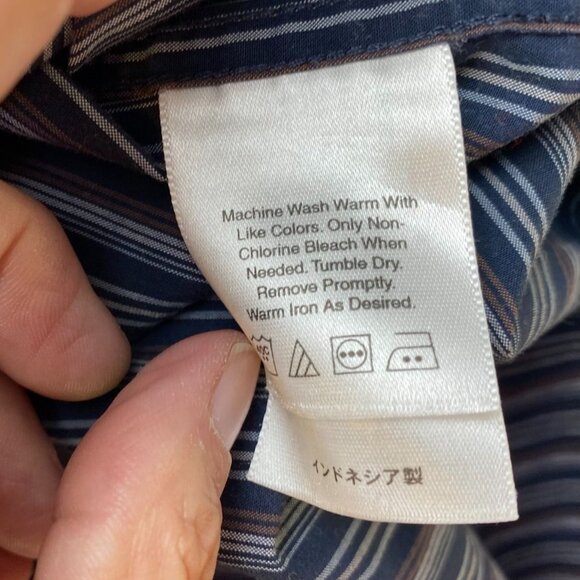 Machine Wash Warm With
Like Colors. Only Non-
Chlorine Bleach When
Needed. Tumble Dry.
Remove Promptly.
Warm Iron As Desired.
インドネシア製